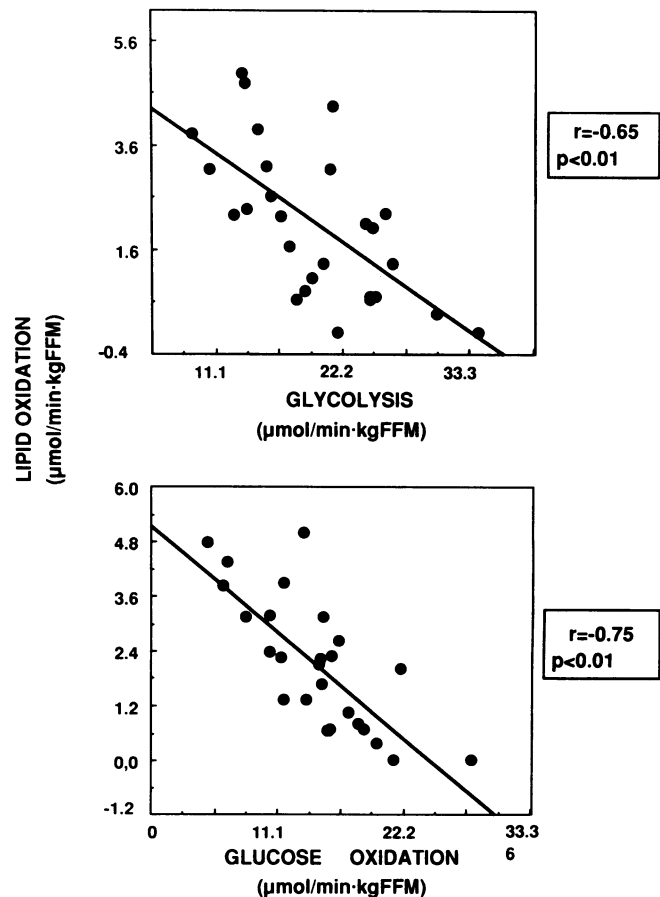 5.6
3.6
1.6
-0.4
11.1 22.2 33.3
GLYCOLYSIS
(µmol/min·kgFFM)
r=-0.65
p<0.01
LIPID OXIDATION
(µmol/min·kgFFM)
6.0
4.8
3.6
2.4
1.2
0,0
-1.2
0 11.1 22.2 33.3
6
GLUCOSE OXIDATION
(µmol/min·kgFFM)
r=-0.75
p<0.01